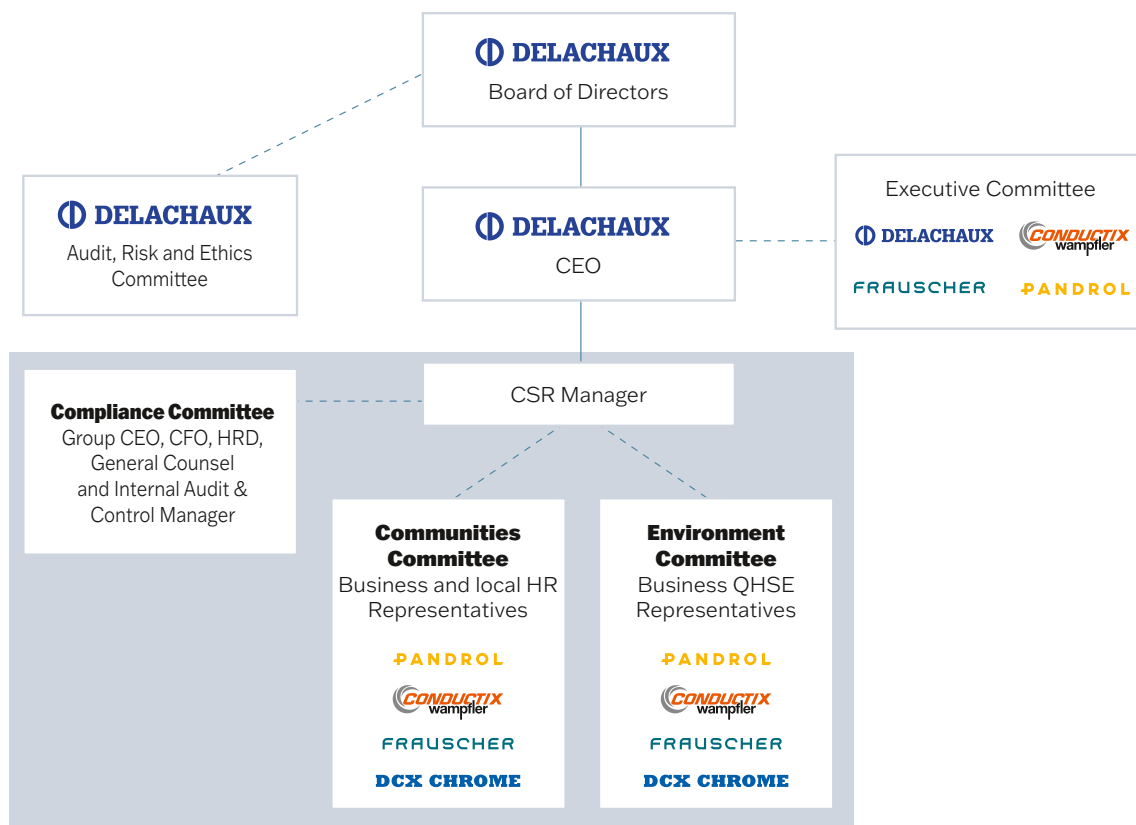 DELACHAUX
Board of Directors
DELACHAUX
Audit, Risk and Ethics
Committee
DELACHAUX
CEO
Executive Committee
DELACHAUX
CONDUCTIX
wampfler
FRAUSCHER
PANDROL
CSR Manager
Compliance Committee
Group CEO, CFO, HRD,
General Counsel
and Internal Audit &
Control Manager
Communities
Committee
Business and local HR
Representatives
PANDROL
CONDUCTIX
wampfler
FRAUSCHER
DCX CHROME
Environment
Committee
Business QHSE
Representatives
PANDROL
CONDUCTIX
wampfler
FRAUSCHER
DCX CHROME